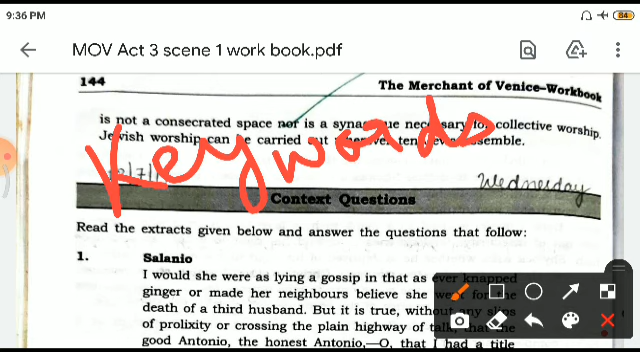 9:36 PM
84
MOV Act 3 scene 1 work book.pdf
144
The Merchant of Venice–Workbook
is not a consecrated space nor is a synagogue necessary for collective worship.
Jewish worship can be carried out wherever ten Jews assemble.
Keywords
Wednesday
Context Questions
Read the extracts given below and answer the questions that follow:
1. Salanio
I would she were as lying a gossip in that as ever knapped
ginger or made her neighbours believe she wept for the
death of a third husband. But it is true, without any slips
of prolixity or crossing the plain highway of talk, that the
good Antonio, the honest Antonio,—O, that I had a title